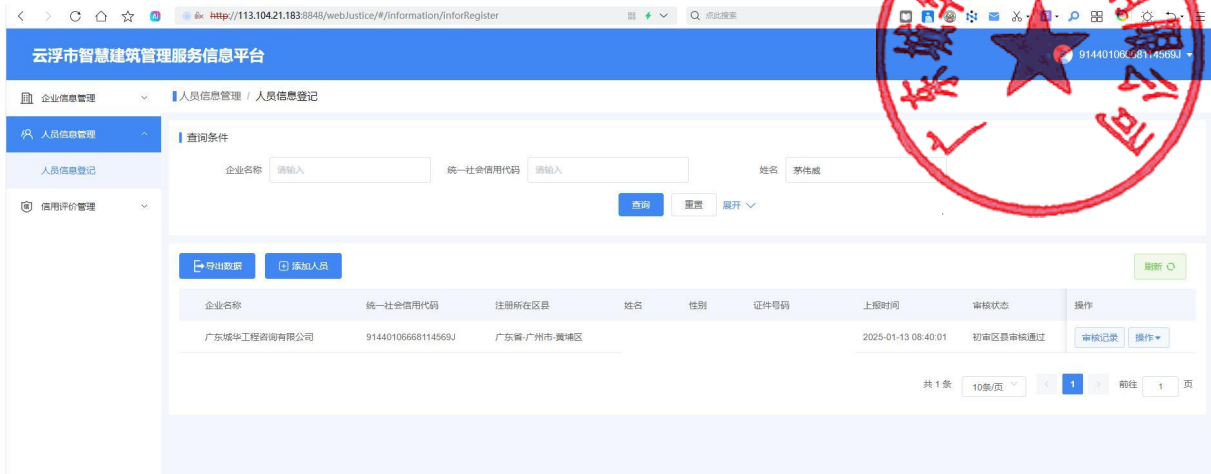 http://113.104.21.183:8848/webJustice/#/information/inforRegister
点此搜索
云浮市智慧建筑管理服务信息平台
91440106668114569J
企业信息管理
人员信息管理 / 人员信息登记
人员信息管理
查询条件
人员信息登记
企业名称 请输入 统一社会信用代码 请输入 姓名 茅伟威
信用评价管理
查询 重置 展开
导出数据 添加人员 刷新
企业名称 统一社会信用代码 注册所在区县 姓名 性别 证件号码 上报时间 审核状态 操作
广东城华工程咨询有限公司 91440106668114569J 广东省-广州市-黄埔区 2025-01-13 08:40:01 初审区县审核通过 审核记录 操作
共 1 条 10条/页 1 前往 1 页